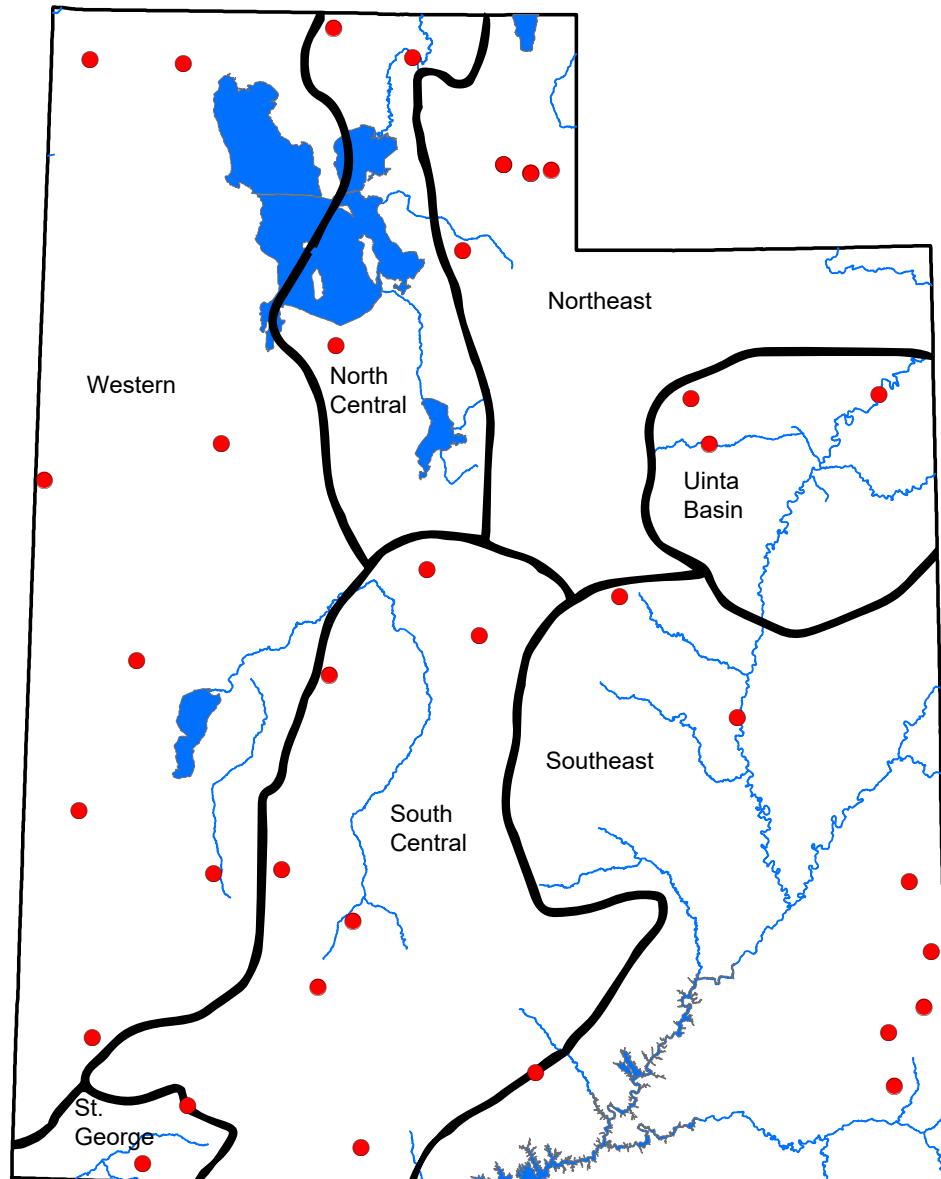 Northeast
Western
North
Central
Uinta
Basin
Southeast
South
Central
St.
George